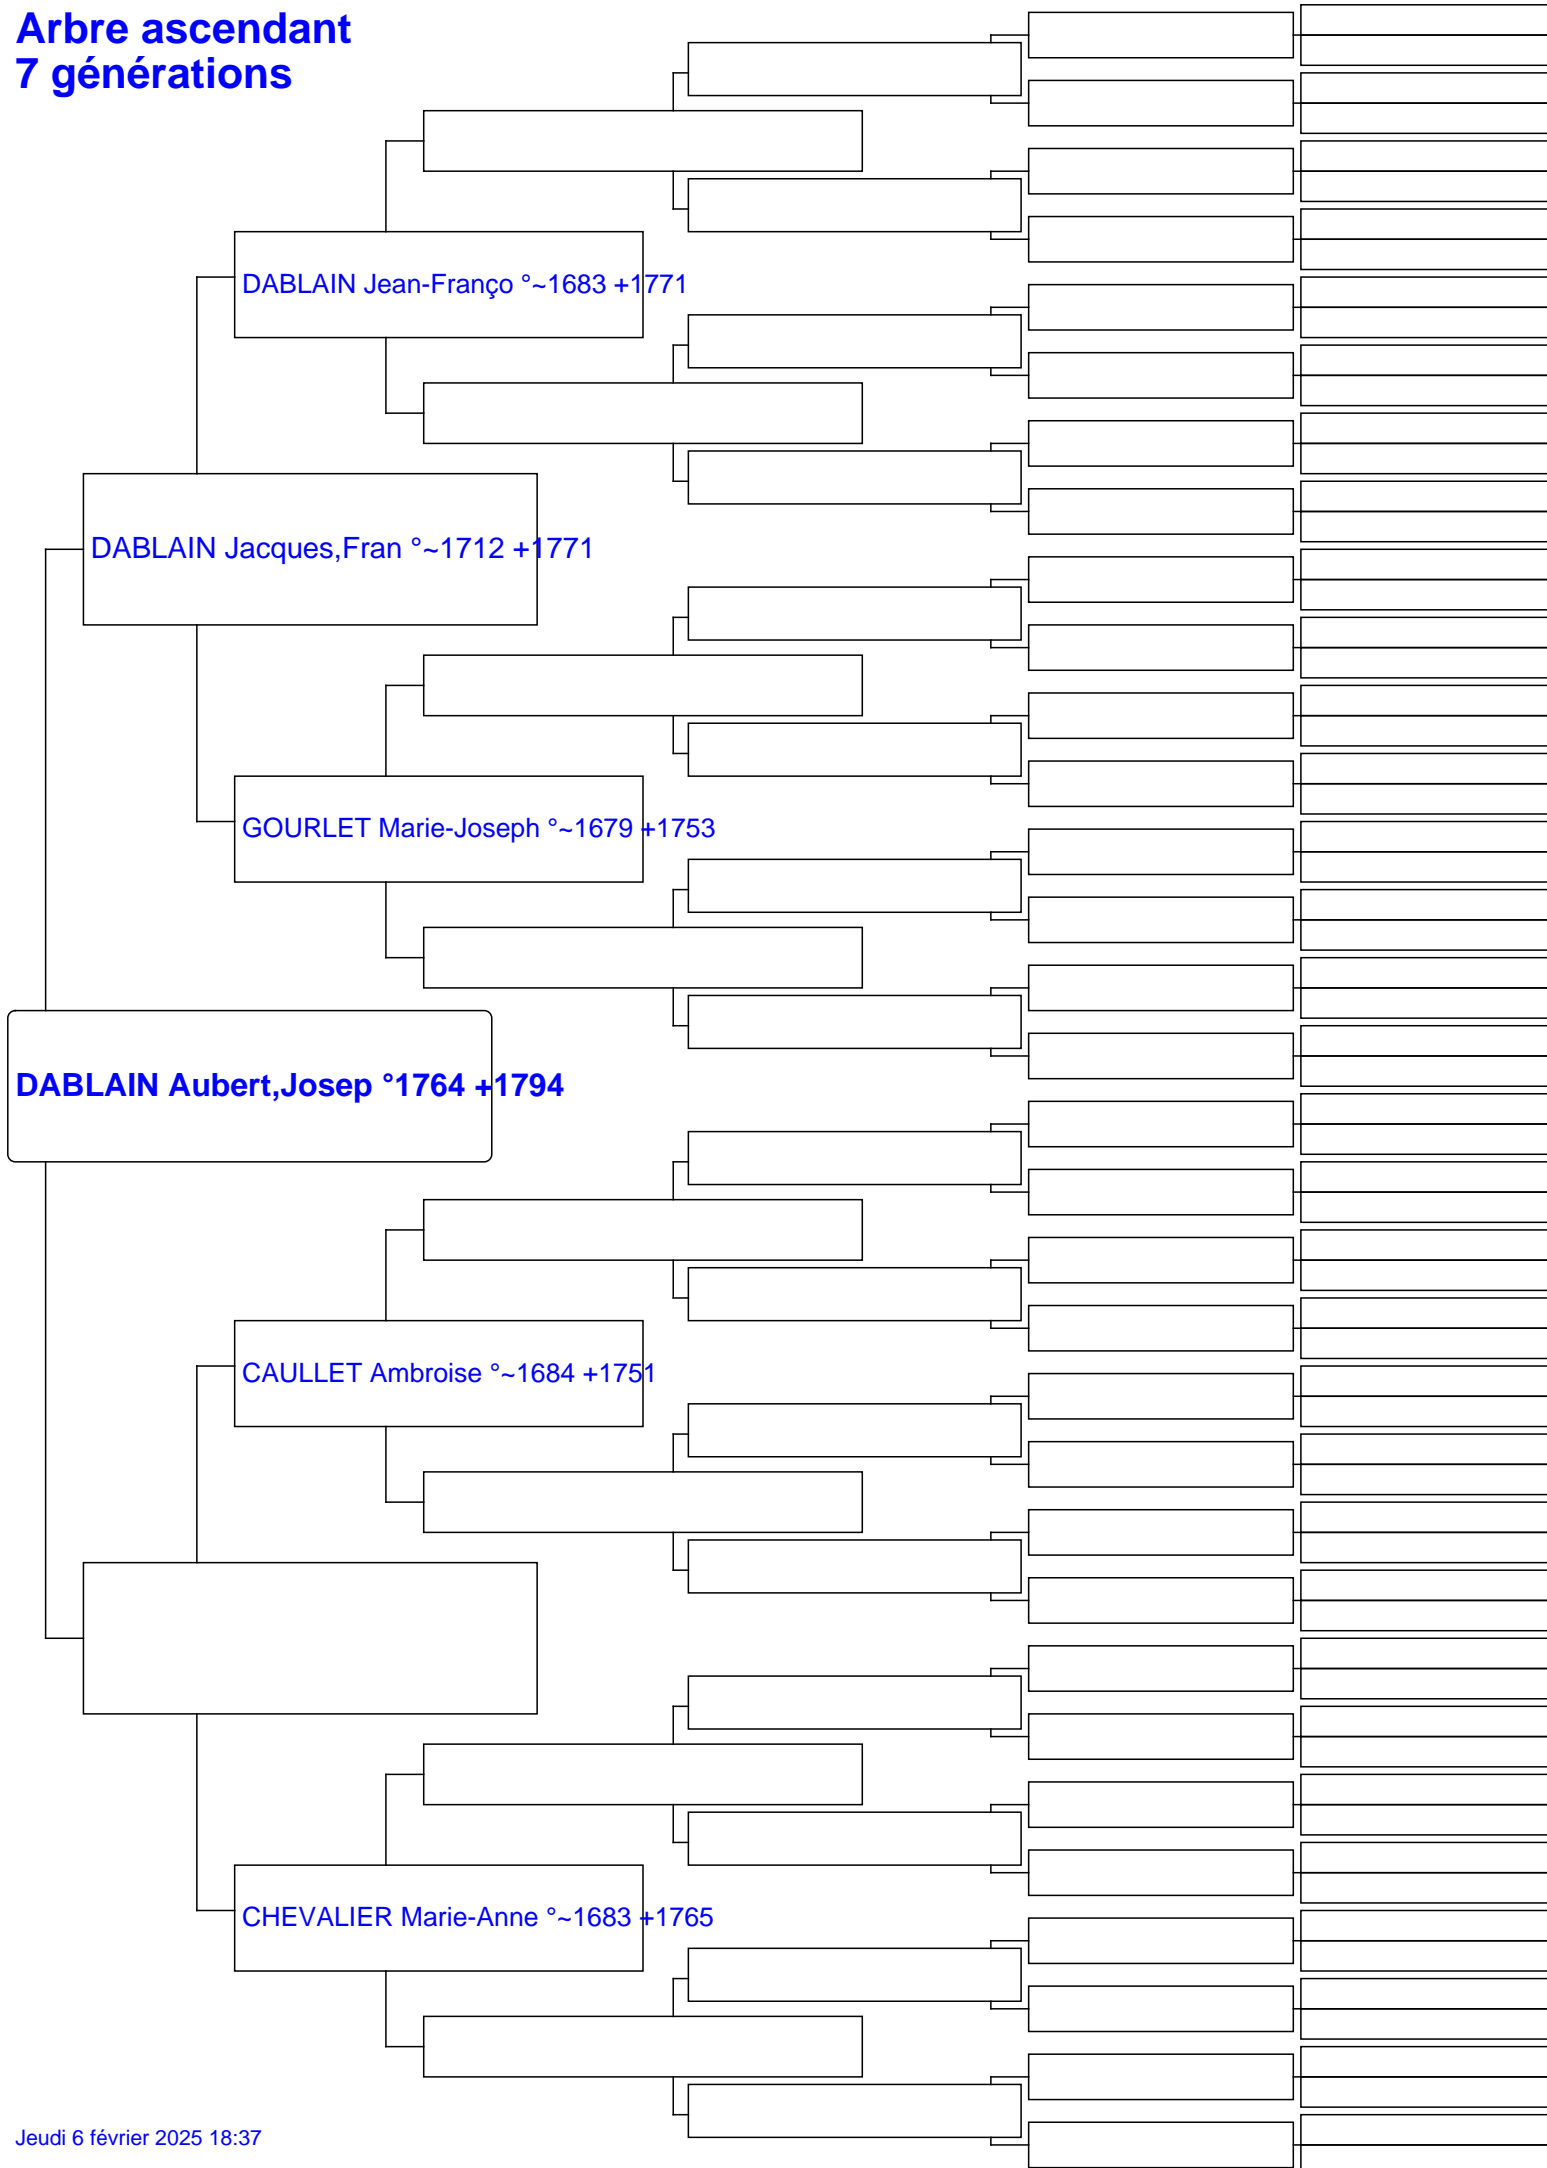 Arbre ascendant
7 générations
DABLAIN Jean-Franço °~1683 +1771
DABLAIN Jacques,Fran °~1712 +1771
GOURLET Marie-Joseph °~1679 +1753
DABLAIN Aubert,Josep °1764 +1794
CAULLET Ambroise °~1684 +1751
CHEVALIER Marie-Anne °~1683 +1765
Jeudi 6 février 2025 18:37